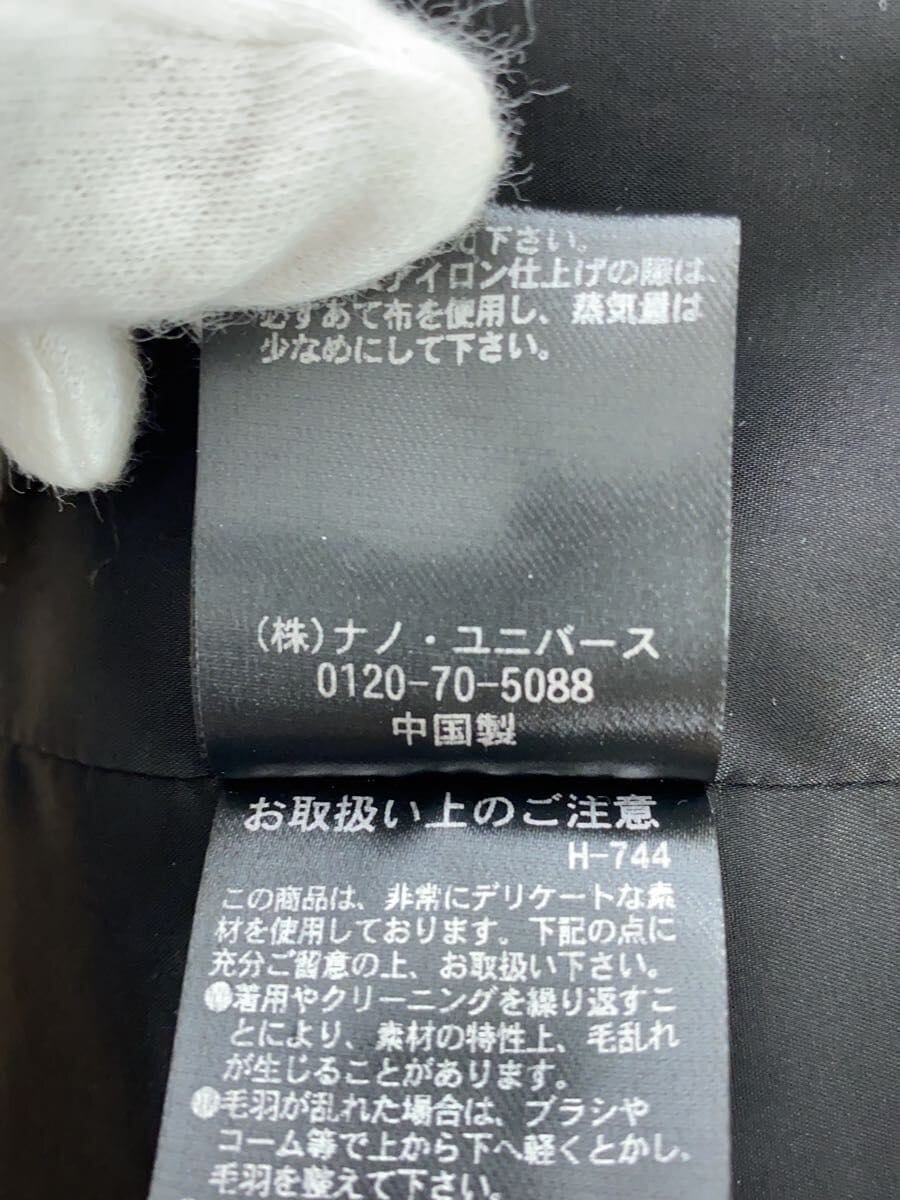 下さい。
アイロン仕上げの際は、
必ずあて布を使用し、蒸気量は
少なめにして下さい。
(株)ナノ・ユニバース
0120-70-5088
中国製
お取扱い上のご注意
H-744
この商品は、非常にデリケートな素
材を使用しております。下記の点に
充分ご留意の上、お取扱い下さい。
着用やクリーニングを繰り返すこ
とにより、素材の特性上、毛乱れ
が生じることがあります。
毛羽が乱れた場合は、ブラシや
コーム等で上から下へ軽くとかし、
毛羽を整えて下さい。